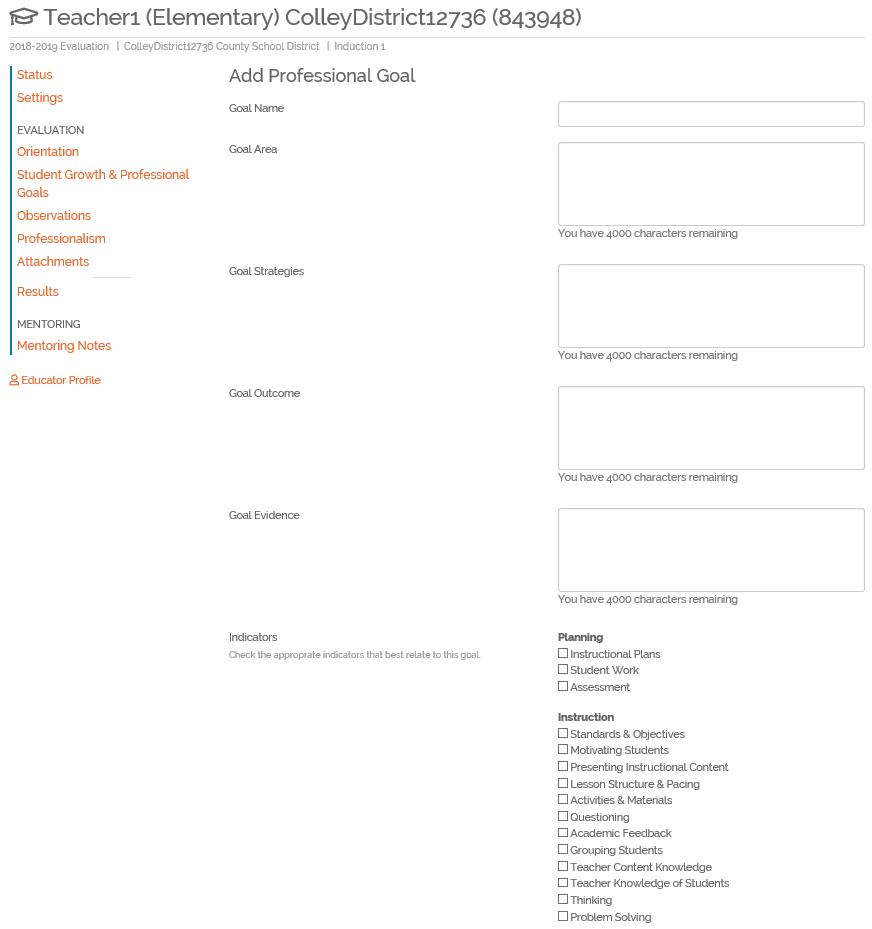 Teacher1 (Elementary) ColleyDistrict12736 (843948)
2018-2019 Evaluation | ColleyDistrict12736 County School District | Induction 1
Status
Settings
EVALUATION
Orientation
Student Growth & Professional
Goals
Observations
Professionalism
Attachments
Results
MENTORING
Mentoring Notes
Educator Profile
Add Professional Goal
Goal Name
Goal Area
You have 4000 characters remaining
Goal Strategies
You have 4000 characters remaining
Goal Outcome
You have 4000 characters remaining
Goal Evidence
You have 4000 characters remaining
Indicators
Check the approprate indicators that best relate to this goal.
Planning
Instructional Plans
Student Work
Assessment
Instruction
Standards & Objectives
Motivating Students
Presenting Instructional Content
Lesson Structure & Pacing
Activities & Materials
Questioning
Academic Feedback
Grouping Students
Teacher Content Knowledge
Teacher Knowledge of Students
Thinking
Problem Solving